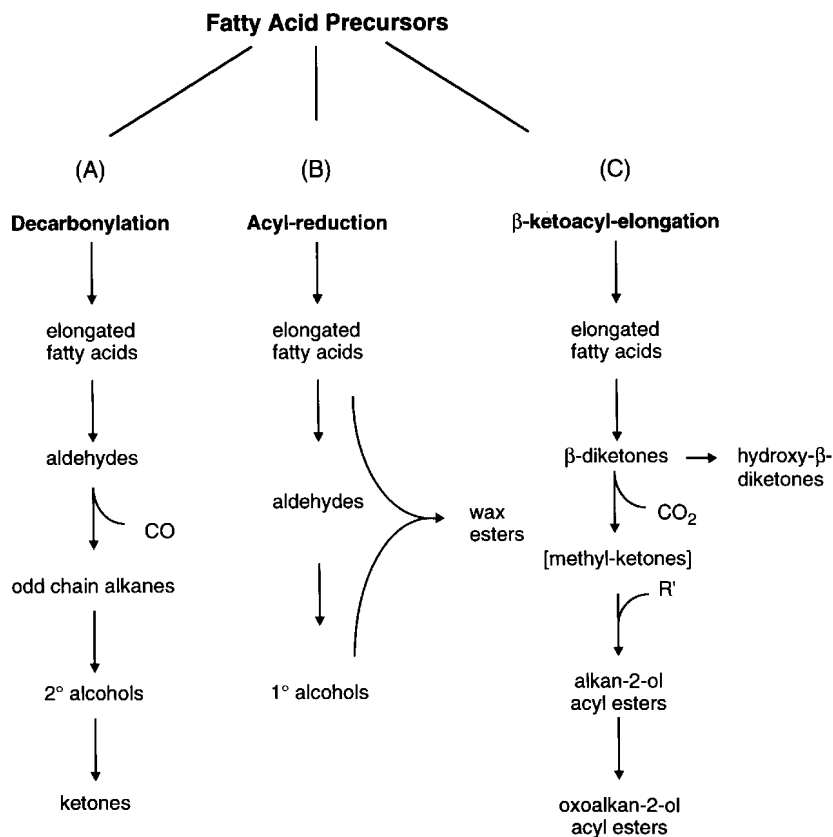 Fatty Acid Precursors
(A)
Decarbonylation
elongated
fatty acids
aldehydes
CO
odd chain alkanes
2° alcohols
ketones
(B)
Acyl-reduction
elongated
fatty acids
aldehydes
wax
esters
1° alcohols
(C)
β-ketoacyl-elongation
elongated
fatty acids
β-diketones
hydroxy-β-
diketones
CO₂
[methyl-ketones]
R'
alkan-2-ol
acyl esters
oxoalkan-2-ol
acyl esters